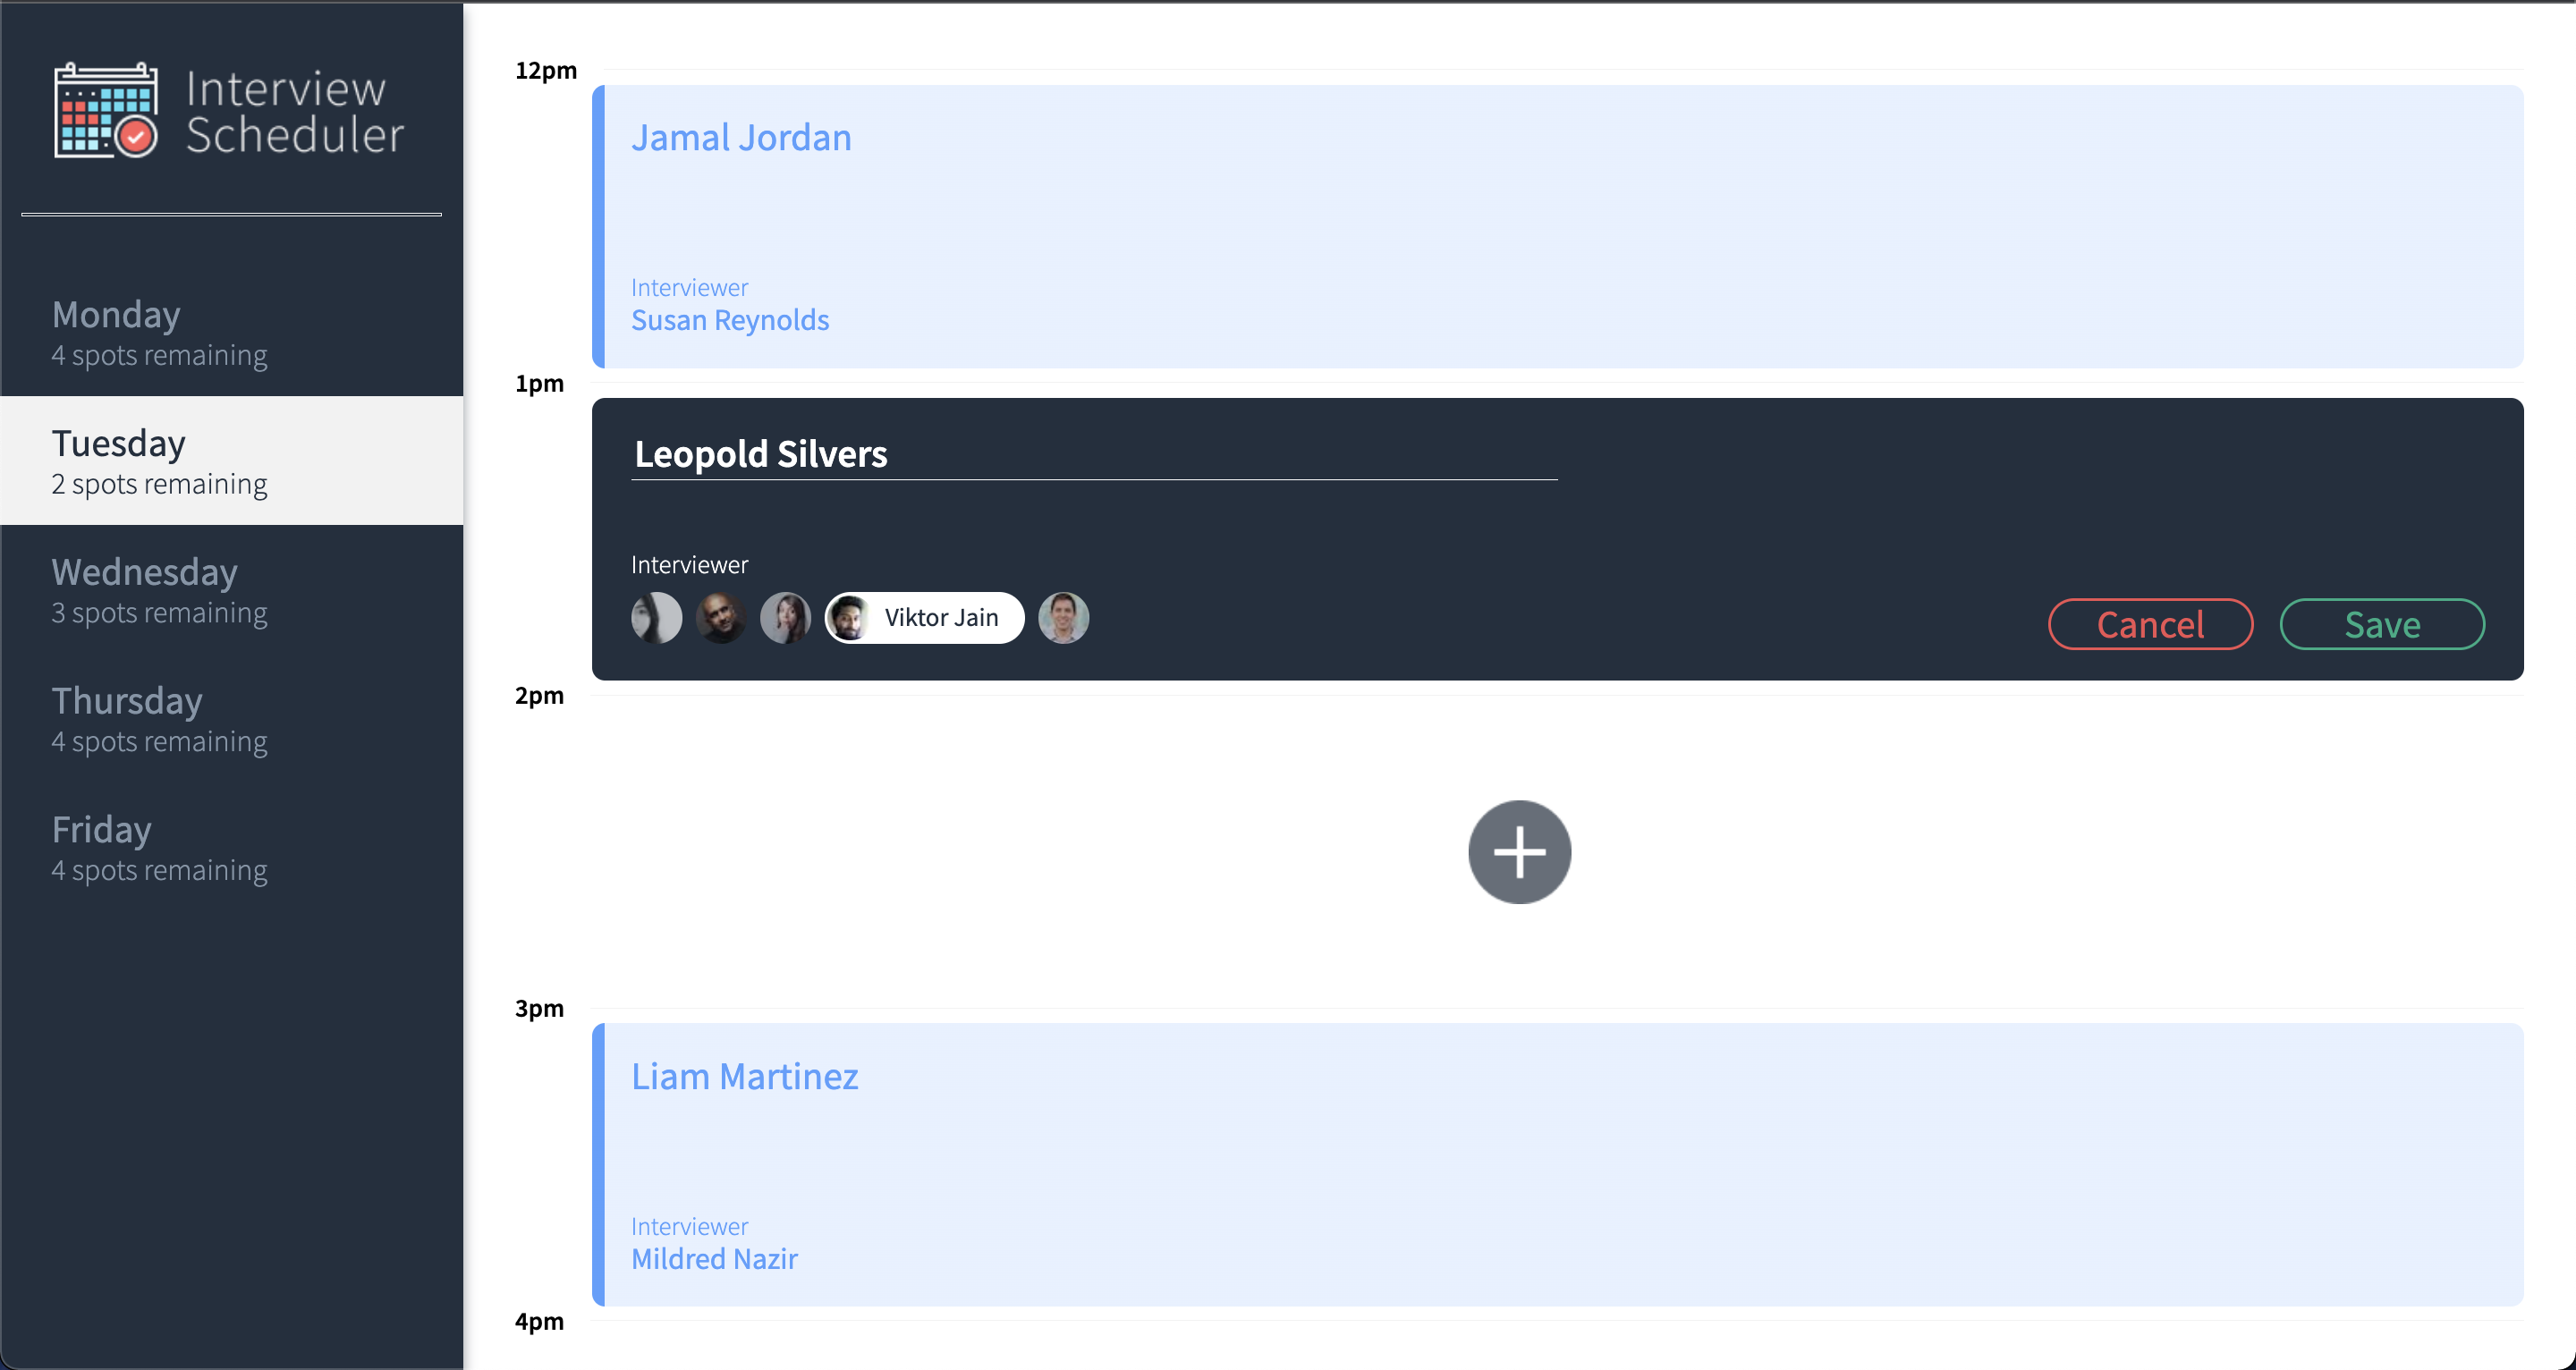 Interview
Scheduler
Monday
4 spots remaining
Tuesday
2 spots remaining
Wednesday
3 spots remaining
Thursday
4 spots remaining
Friday
4 spots remaining
12pm
Jamal Jordan
Interviewer
Susan Reynolds
1pm
Leopold Silvers
Interviewer
Viktor Jain
Cancel
Save
2pm
3pm
Liam Martinez
Interviewer
Mildred Nazir
4pm